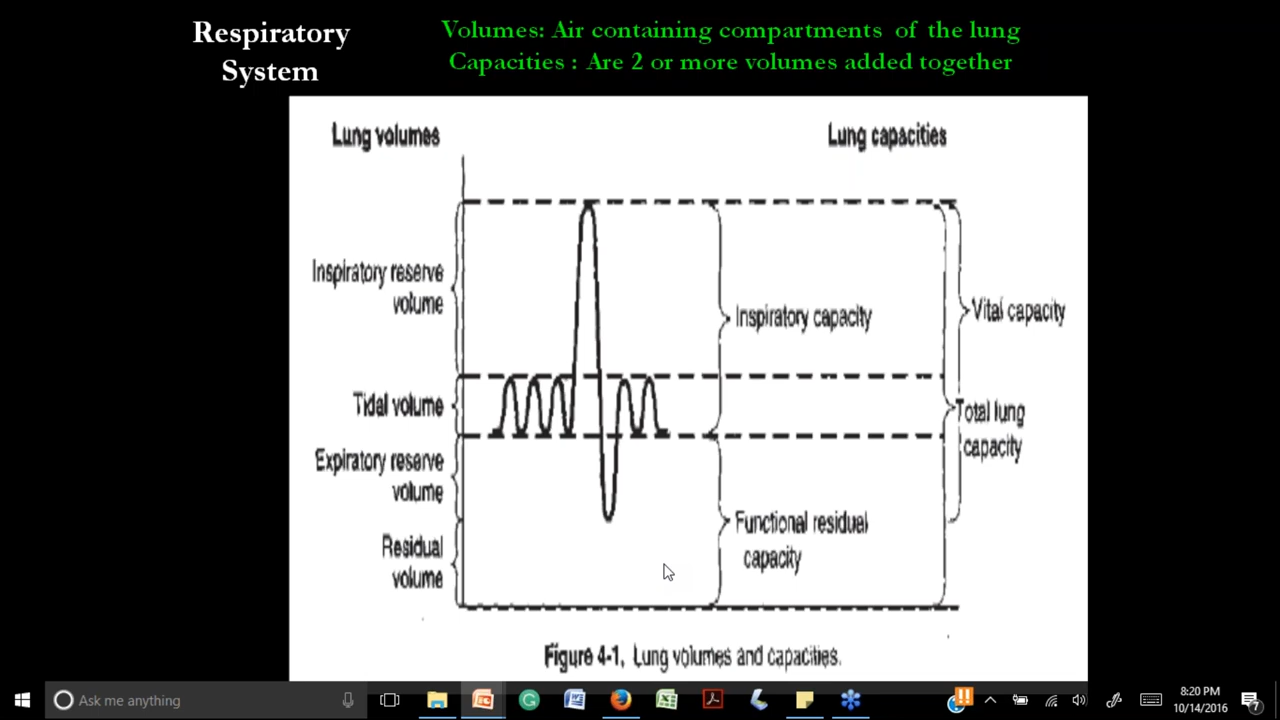 Respiratory
System
Volumes: Air containing compartments of the lung
Capacities : Are 2 or more volumes added together
Lung volumes
Lung capacities
Inspiratory reserve
volume
Tidal volume
Expiratory reserve
volume
Residual
volume
Inspiratory capacity
Functional residual
capacity
Vital capacity
Total lung
capacity
Figure 4-1. Lung volumes and capacities.
Ask me anything
8:20 PM
10/14/2016
7